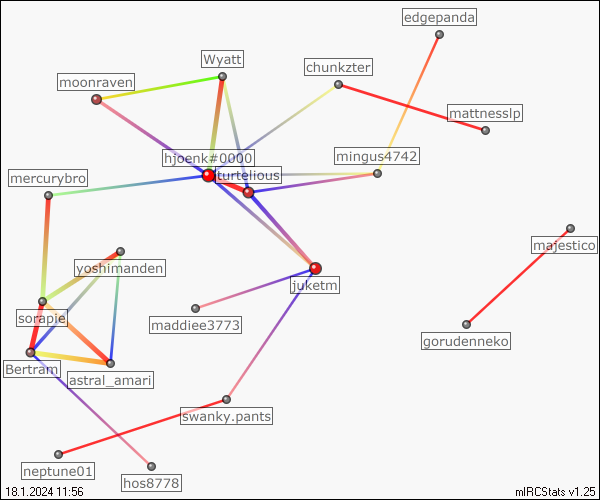 edgepanda
Wyatt
chunkzter
moonraven
mattnesslp
hjoenk#0000
mingus4742
turtelious
mercurybro
majestico
yoshimanden
juketm
sorapie
maddiee3773
gorudenneko
Bertram
astral_amari
swanky.pants
neptune01
hos8778
18.1.2024 11:56
mIRCStats v1.25